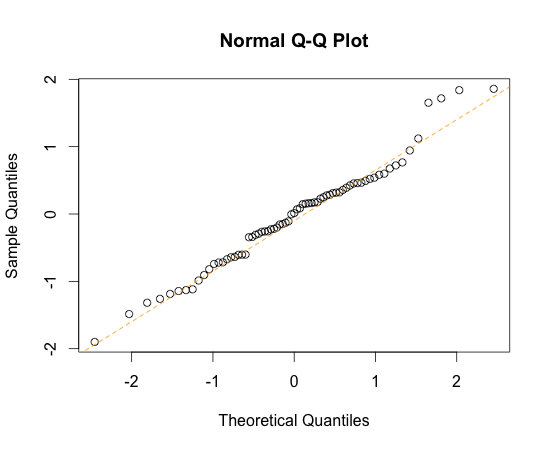 Normal Q-Q Plot
2
1
0
-1
-2
Sample Quantiles
-2 -1 0 1 2
Theoretical Quantiles